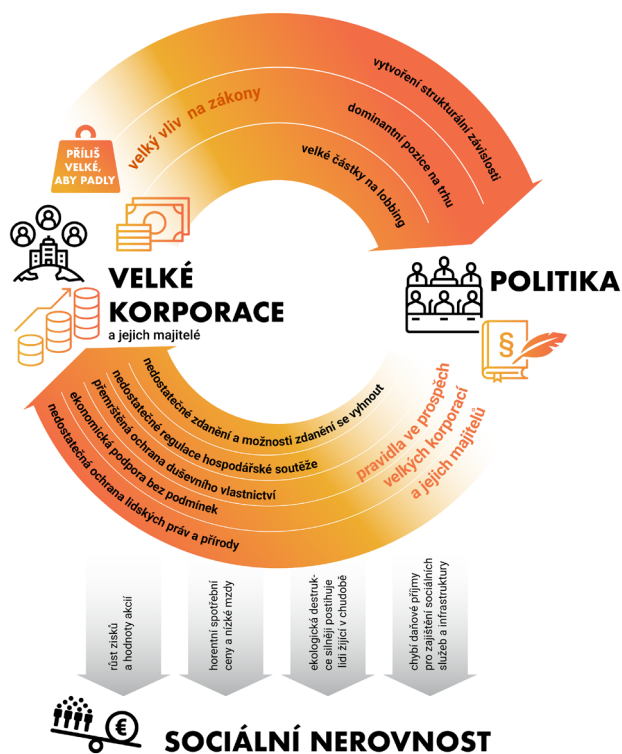 vytvoření strukturální závislosti
dominantní pozice na trhu
velké částky na lobbing
velký vliv na zákony
PŘÍLIŠ
VELKÉ,
ABY PADLY
VELKÉ
KORPORACE
a jejich majitelé
POLITIKA
§
nedostatečné zdanění a možnosti zdanění se vyhnout
nedostatečné regulace hospodářské soutěže
přemrštěná ochrana duševního vlastnictví
ekonomická podpora bez podmínek
nedostatečná ochrana lidských práv a přírody
pravidla ve prospěch
velkých korporací
a jejich majitelů
růst zisků
a hodnoty akcií
horentní spotřební
ceny a nízké mzdy
ekologická destruk-
ce silněji postihuje
lidi žijící v chudobě
chybí daňové příjmy
pro zajištění sociálních
služeb a infrastruktury
€
SOCIÁLNÍ NEROVNOST